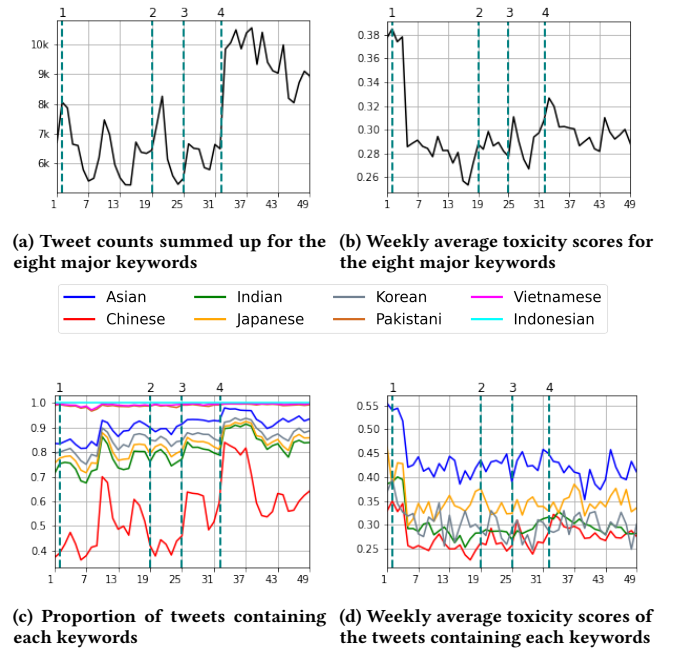 1 2 3 4
10k
9k
8k
7k
6k
1 7 13 19 25 31 37 43 49
(a) Tweet counts summed up for the
eight major keywords
1 2 3 4
0.38
0.36
0.34
0.32
0.30
0.28
0.26
1 7 13 19 25 31 37 43 49
(b) Weekly average toxicity scores for
the eight major keywords
Asian Indian Korean Vietnamese
Chinese Japanese Pakistani Indonesian
1 2 3 4
1.0
0.9
0.8
0.7
0.6
0.5
0.4
1 7 13 19 25 31 37 43 49
(c) Proportion of tweets containing
each keywords
1 2 3 4
0.55
0.50
0.45
0.40
0.35
0.30
0.25
1 7 13 19 25 31 37 43 49
(d) Weekly average toxicity scores of
the tweets containing each keywords